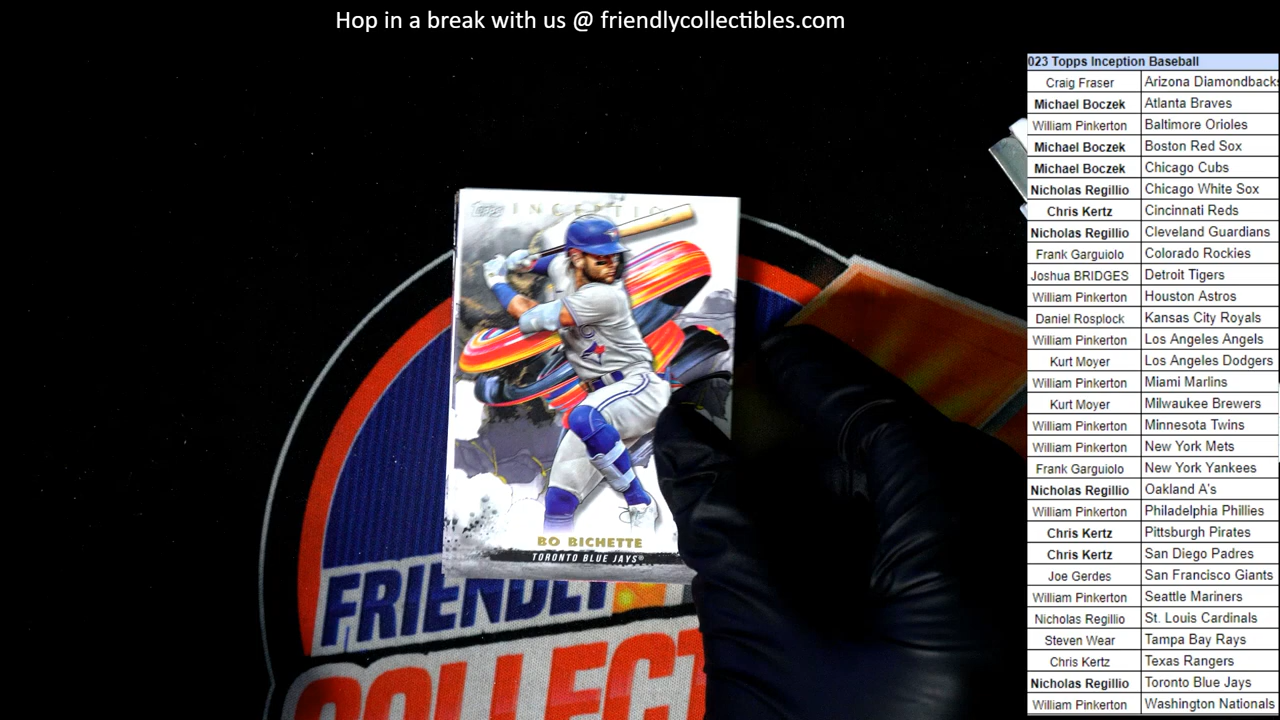 Hop in a break with us @ friendlycollectibles.com
023 Topps Inception Baseball
Craig Fraser Arizona Diamondbacks
Michael Boczek Atlanta Braves
William Pinkerton Baltimore Orioles
Michael Boczek Boston Red Sox
Michael Boczek Chicago Cubs
Nicholas Regillio Chicago White Sox
Chris Kertz Cincinnati Reds
Nicholas Regillio Cleveland Guardians
Frank Garguiolo Colorado Rockies
Joshua BRIDGES Detroit Tigers
William Pinkerton Houston Astros
Daniel Rosplock Kansas City Royals
William Pinkerton Los Angeles Angels
Kurt Moyer Los Angeles Dodgers
William Pinkerton Miami Marlins
Kurt Moyer Milwaukee Brewers
William Pinkerton Minnesota Twins
William Pinkerton New York Mets
Frank Garguiolo New York Yankees
Nicholas Regillio Oakland A's
William Pinkerton Philadelphia Phillies
Chris Kertz Pittsburgh Pirates
Chris Kertz San Diego Padres
Joe Gerdes San Francisco Giants
William Pinkerton Seattle Mariners
Nicholas Regillio St. Louis Cardinals
Steven Wear Tampa Bay Rays
Chris Kertz Texas Rangers
Nicholas Regillio Toronto Blue Jays
William Pinkerton Washington Nationals
Topps INCEPTIO
BO BICHETTE
TORONTO BLUE JAYS®
FRIENDLY
COLLECT